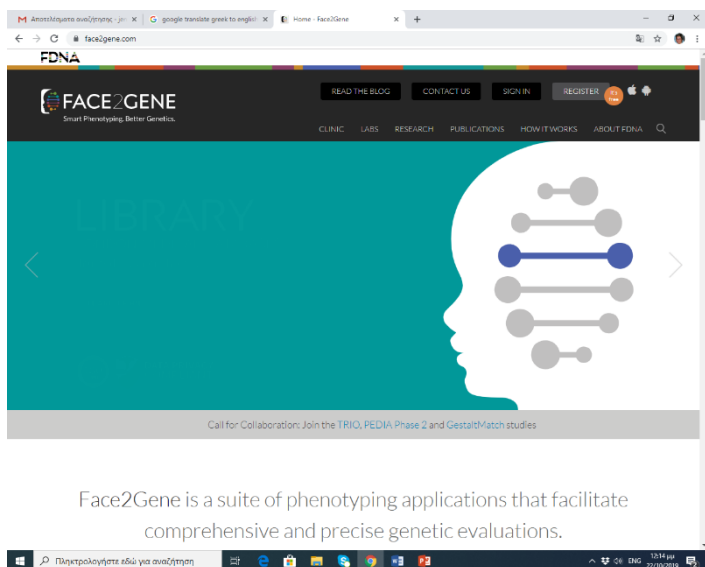 Αποτελέσματα αναζήτησης - je
google translate greek to english
Home - Face2Gene
face2gene.com
FDNA
READ THE BLOG
CONTACT US
SIGN IN
REGISTER
It's Free
FACE2GENE
Smart Phenotyping. Better Genetics.
CLINIC LABS RESEARCH PUBLICATIONS HOW IT WORKS ABOUT FDNA
LIBRARY
Call for Collaboration: Join the TRIO, PEDIA Phase 2 and GestaltMatch studies
Face2Gene is a suite of phenotyping applications that facilitate
comprehensive and precise genetic evaluations.
Πληκτρολογήστε εδώ για αναζήτηση
ENG
12:14 μμ
22/10/2019